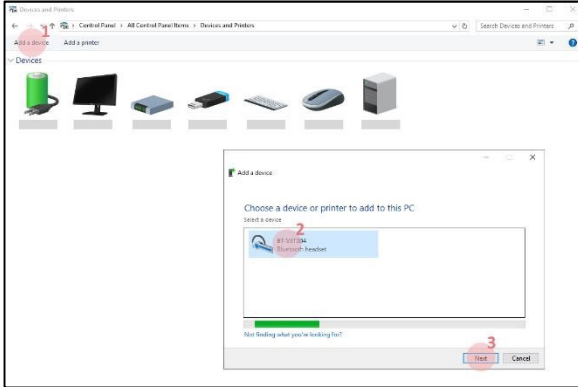 Devices and Printers
Control Panel > All Control Panel Items > Devices and Printers
Search Devices and Printers
1
Add a device Add a printer
Devices
Add a device
Choose a device or printer to add to this PC
Select a device
2
Bluetooth headset
Not finding what you're looking for?
3
Next Cancel